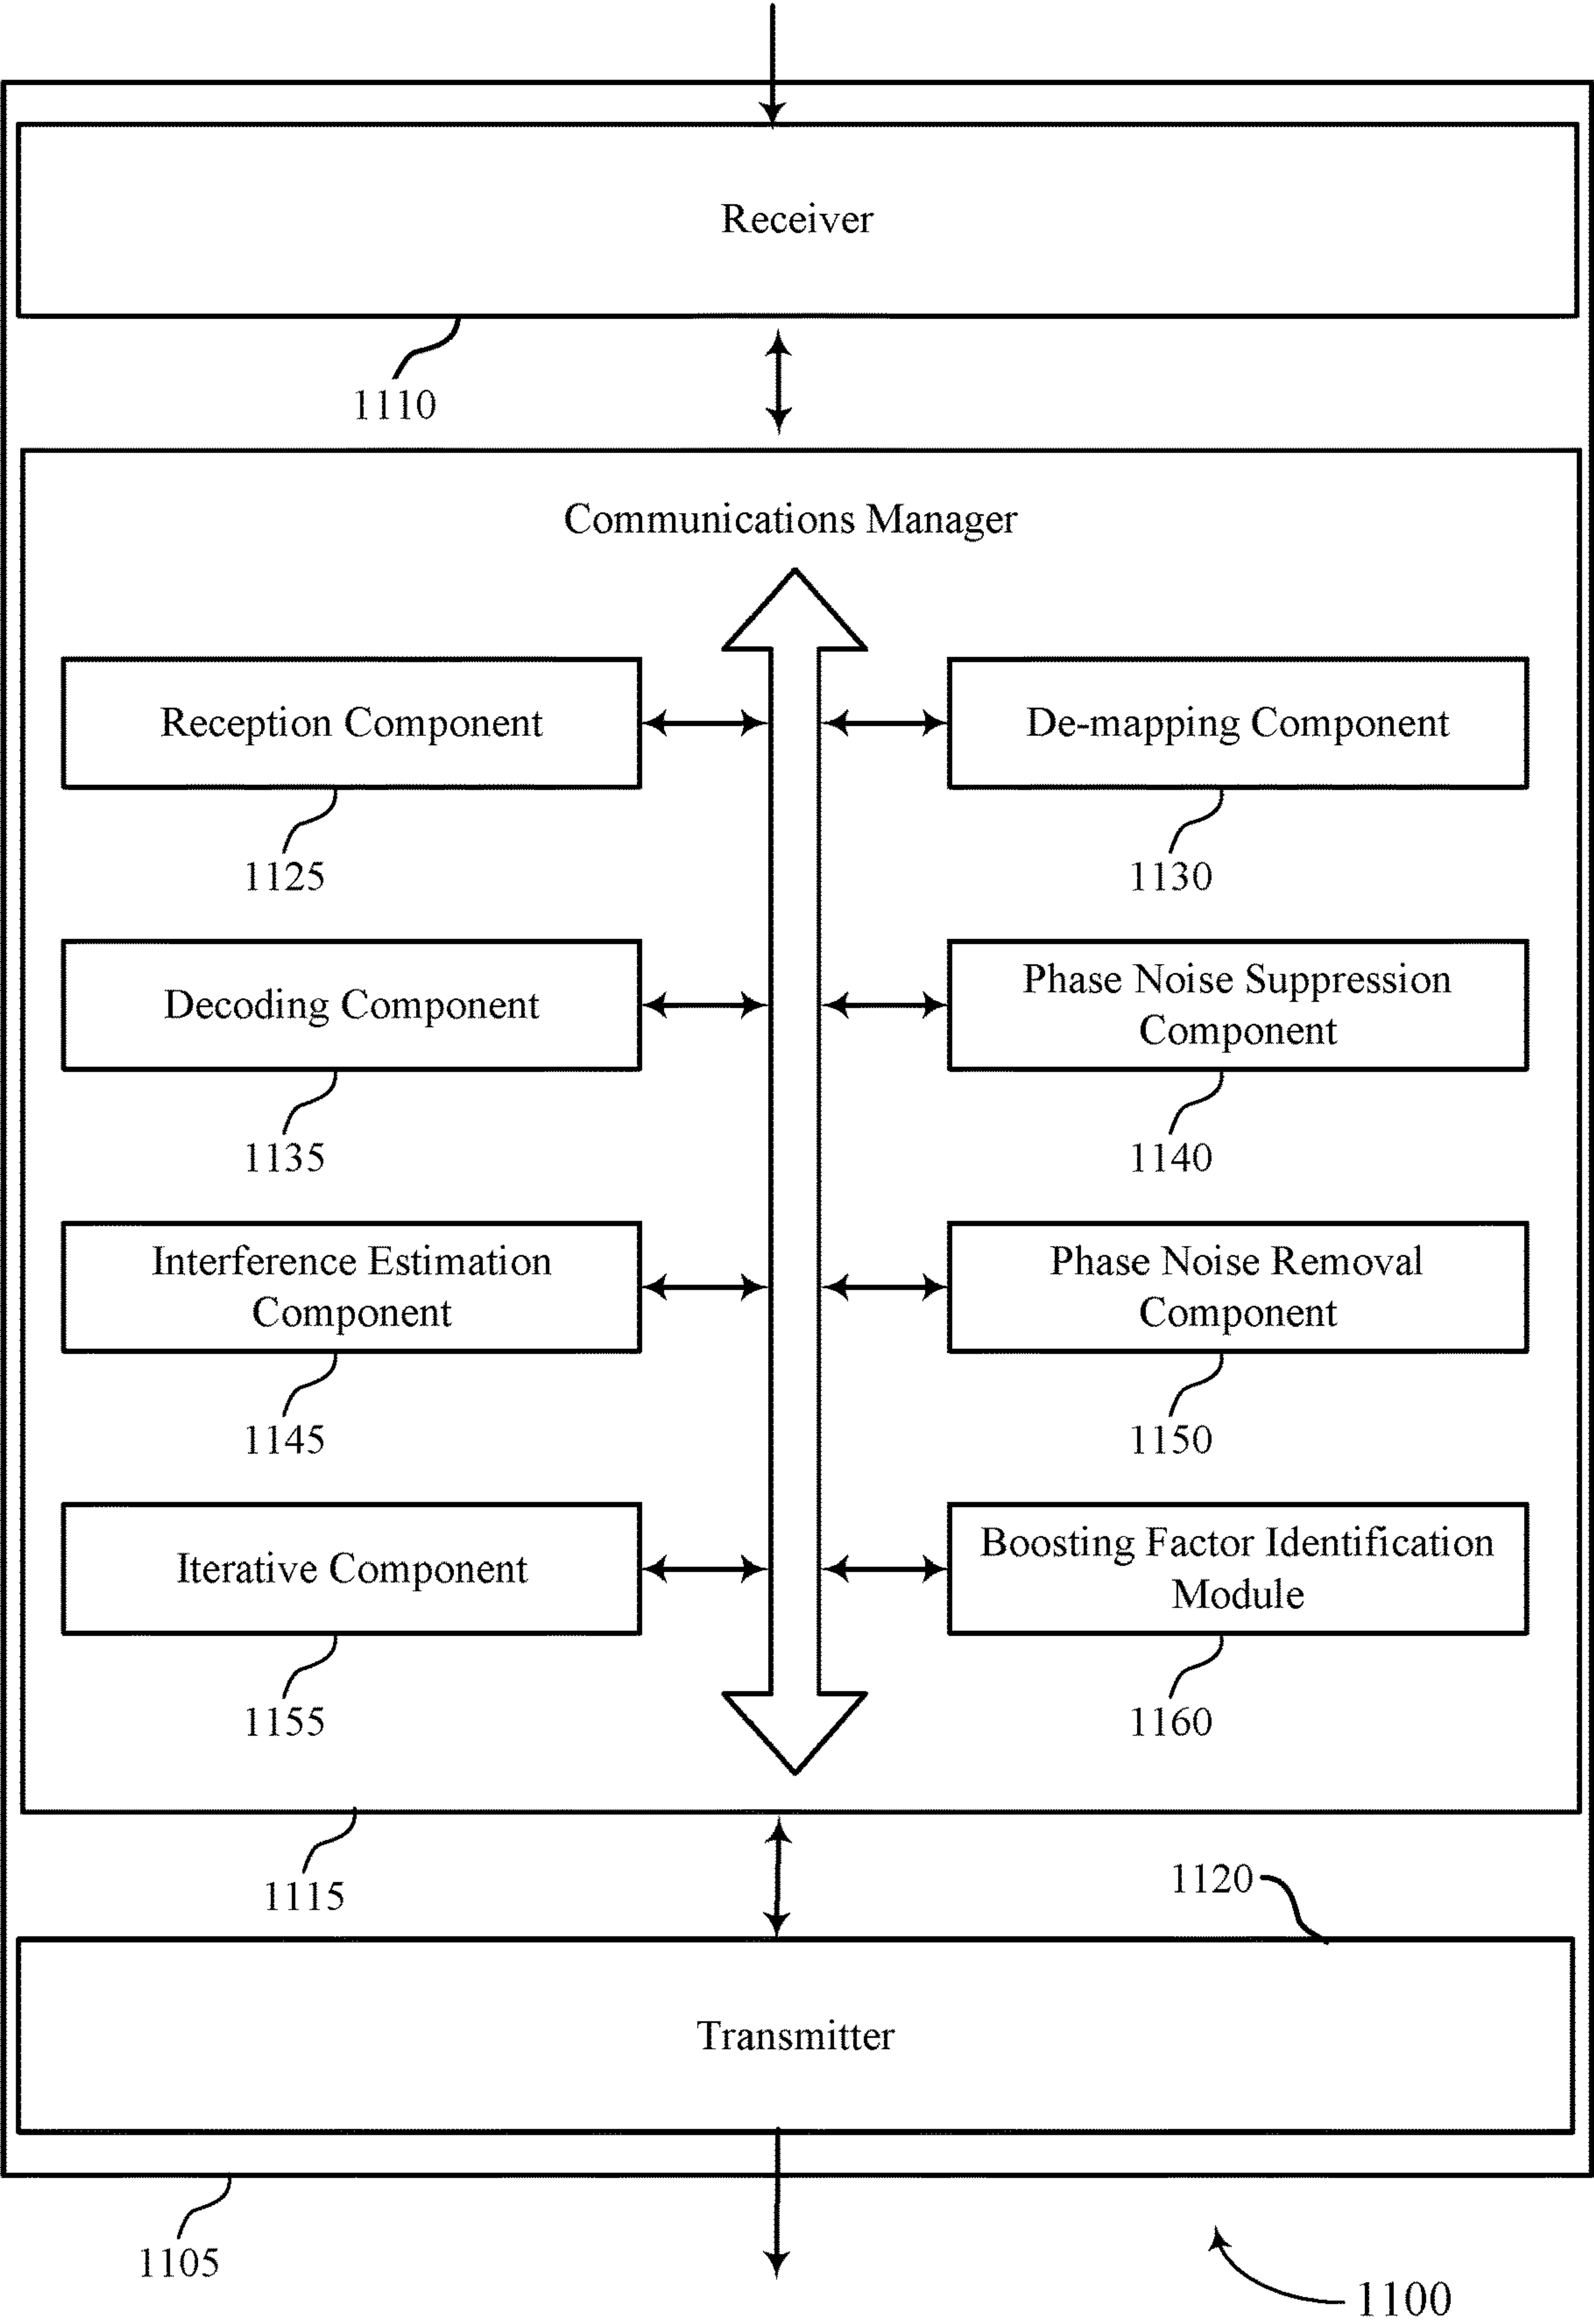 Receiver
1110
Communications Manager
Reception Component
De-mapping Component
1125
1130
Decoding Component
Phase Noise Suppression
Component
1135
1140
Interference Estimation
Component
Phase Noise Removal
Component
1145
1150
Iterative Component
Boosting Factor Identification
Module
1155
1160
1115
1120
Transmitter
1105
1100